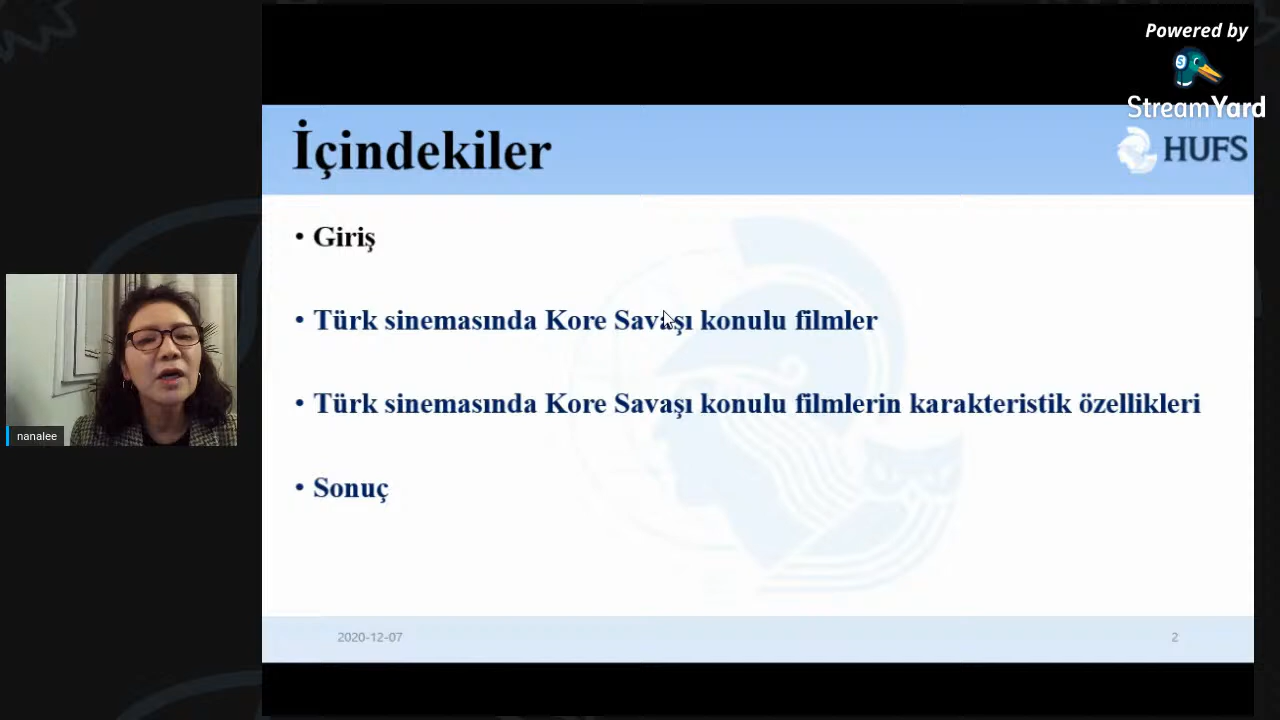 Powered by
StreamYard
İçindekiler
HUFS
• Giriş
• Türk sinemasında Kore Savaşı konulu filmler
• Türk sinemasında Kore Savaşı konulu filmlerin karakteristik özellikleri
• Sonuç
nanalee
2020-12-07
2